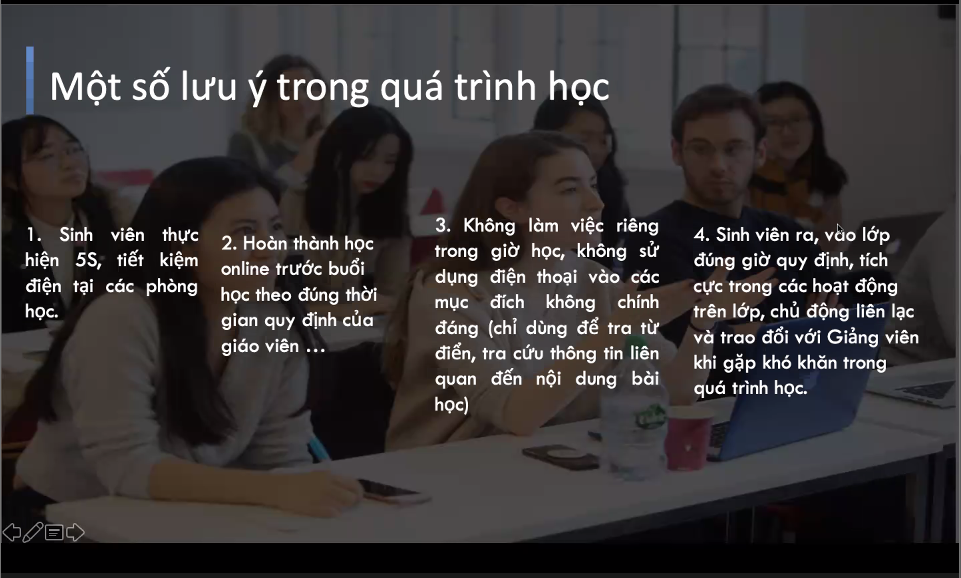 Một số lưu ý trong quá trình học
1. Sinh viên thực
hiện 5S, tiết kiệm
điện tại các phòng
học.
2. Hoàn thành học
online trước buổi
học theo đúng thời
gian quy định của
giáo viên ...
3. Không làm việc riêng
trong giờ học, không sử
dụng điện thoại vào các
mục đích không chính
đáng (chỉ dùng để tra từ
điển, tra cứu thông tin liên
quan đến nội dung bài
học)
4. Sinh viên ra, vào lớp
đúng giờ quy định, tích
cực trong các hoạt động
trên lớp, chủ động liên lạc
và trao đổi với Giảng viên
khi gặp khó khăn trong
quá trình học.